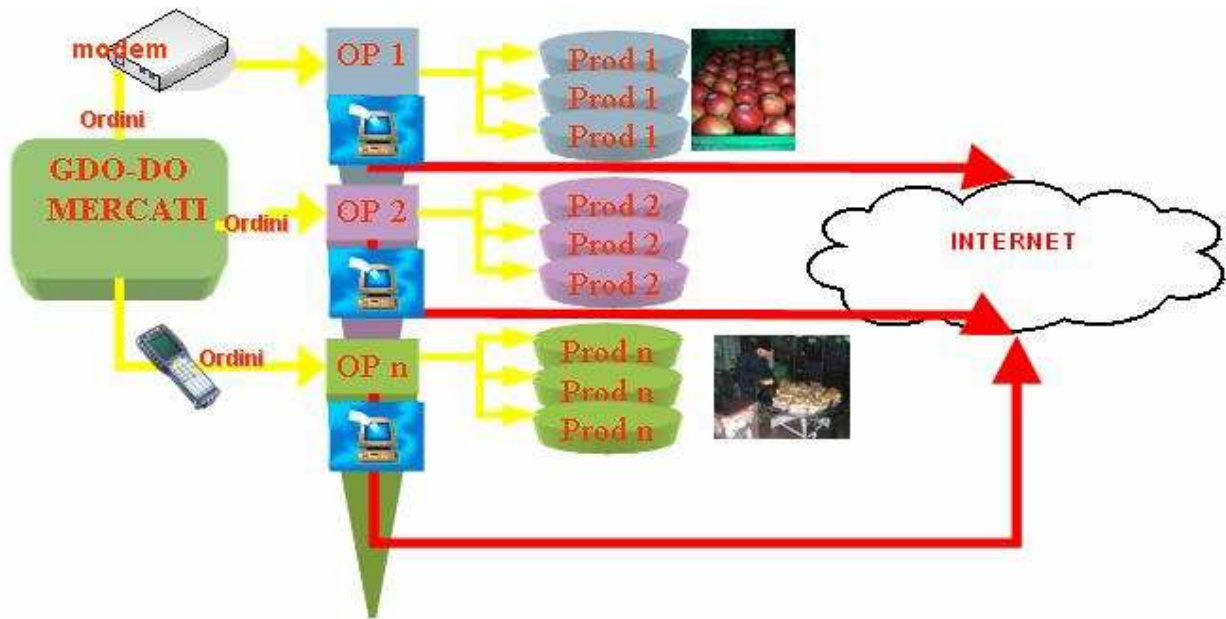 modem
Ordini
GDO-DO
MERCATI
Ordini
Ordini
OP 1
Prod 1
Prod 1
Prod 1
OP 2
Prod 2
Prod 2
Prod 2
OP n
Prod n
Prod n
Prod n
INTERNET